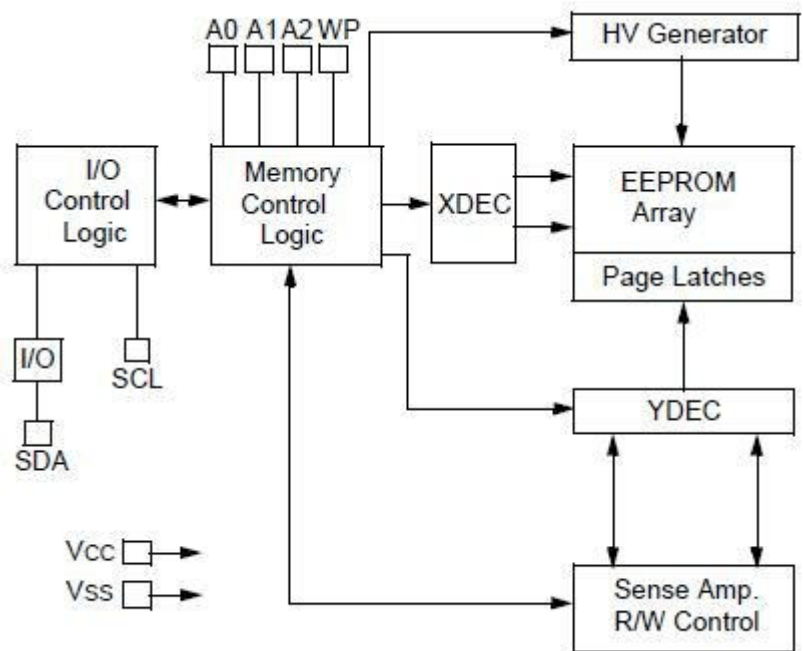 A0 A1 A2 WP
HV Generator
I/O
Control
Logic
Memory
Control
Logic
XDEC
EEPROM
Array
Page Latches
I/O
SCL
SDA
YDEC
Vcc
Vss
Sense Amp.
R/W Control